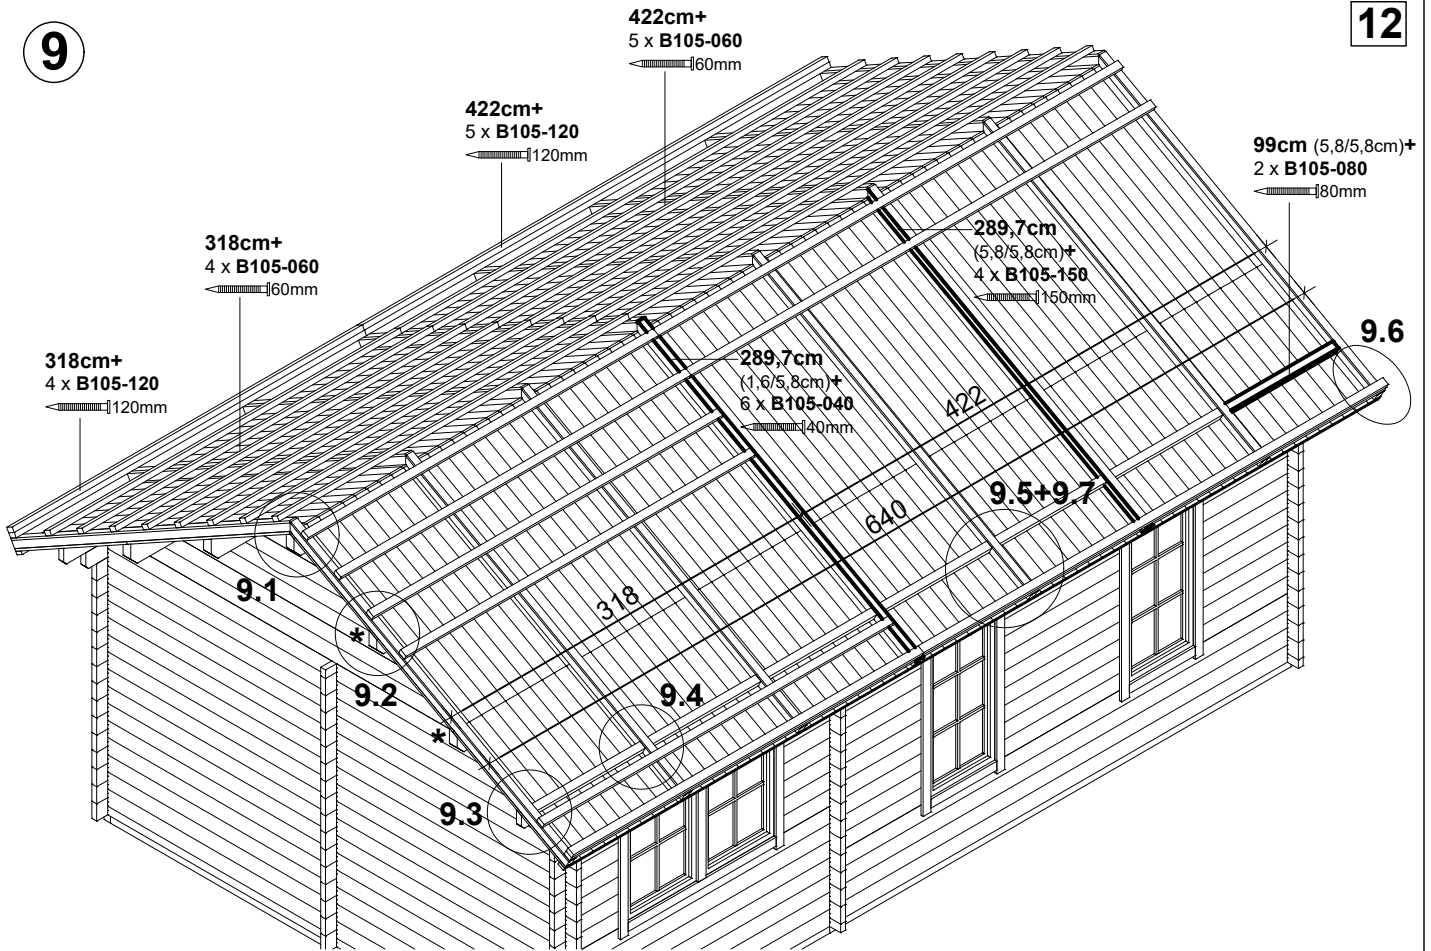 9
12
422cm+
5 x B105-060
60mm
422cm+
5 x B105-120
120mm
99cm (5,8/5,8cm)+
2 x B105-080
80mm
318cm+
4 x B105-060
60mm
289,7cm
(5,8/5,8cm)+
4 x B105-150
150mm
318cm+
4 x B105-120
120mm
289,7cm
(1,6/5,8cm)+
6 x B105-040
40mm
9.6
422
9.5+9.7
640
318
9.1
*
9.2
9.4
*
9.3